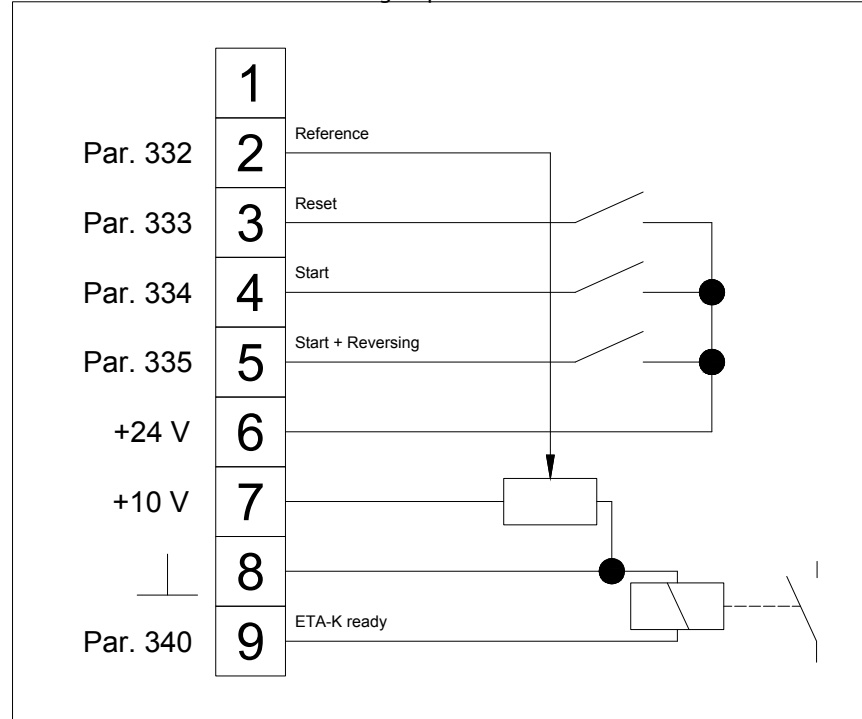 1
Par. 332 2 Reference
Par. 333 3 Reset
Par. 334 4 Start
Par. 335 5 Start + Reversing
+24 V 6
+10 V 7
8
Par. 340 9 ETA-K ready